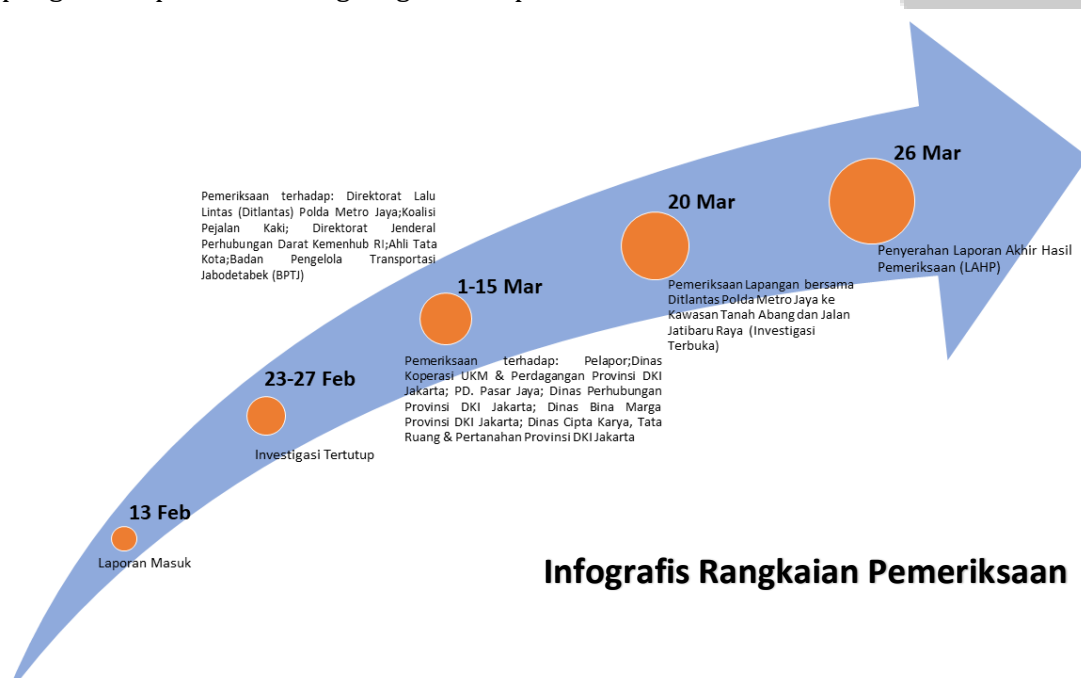 26 Mar
20 Mar
Pemeriksaan terhadap: Direktorat Lalu
Lintas (Ditlantas) Polda Metro Jaya;Koalisi
Pejalan Kaki; Direktorat Jenderal
Perhubungan Darat Kemenhub RI;Ahli Tata
Kota;Badan Pengelola Transportasi
Jabodetabek (BPTJ)
Penyerahan Laporan Akhir Hasil
Pemeriksaan (LAHP)
1-15 Mar
Pemeriksaan Lapangan bersama
Ditlantas Polda Metro Jaya ke
Kawasan Tanah Abang dan Jalan
Jatibaru Raya (Investigasi
Terbuka)
Pemeriksaan terhadap: Pelapor;Dinas
Koperasi UKM & Perdagangan Provinsi DKI
Jakarta; PD. Pasar Jaya; Dinas Perhubungan
Provinsi DKI Jakarta; Dinas Bina Marga
Provinsi DKI Jakarta; Dinas Cipta Karya, Tata
Ruang & Pertanahan Provinsi DKI Jakarta
23-27 Feb
Investigasi Tertutup
13 Feb
Laporan Masuk
Infografis Rangkaian Pemeriksaan